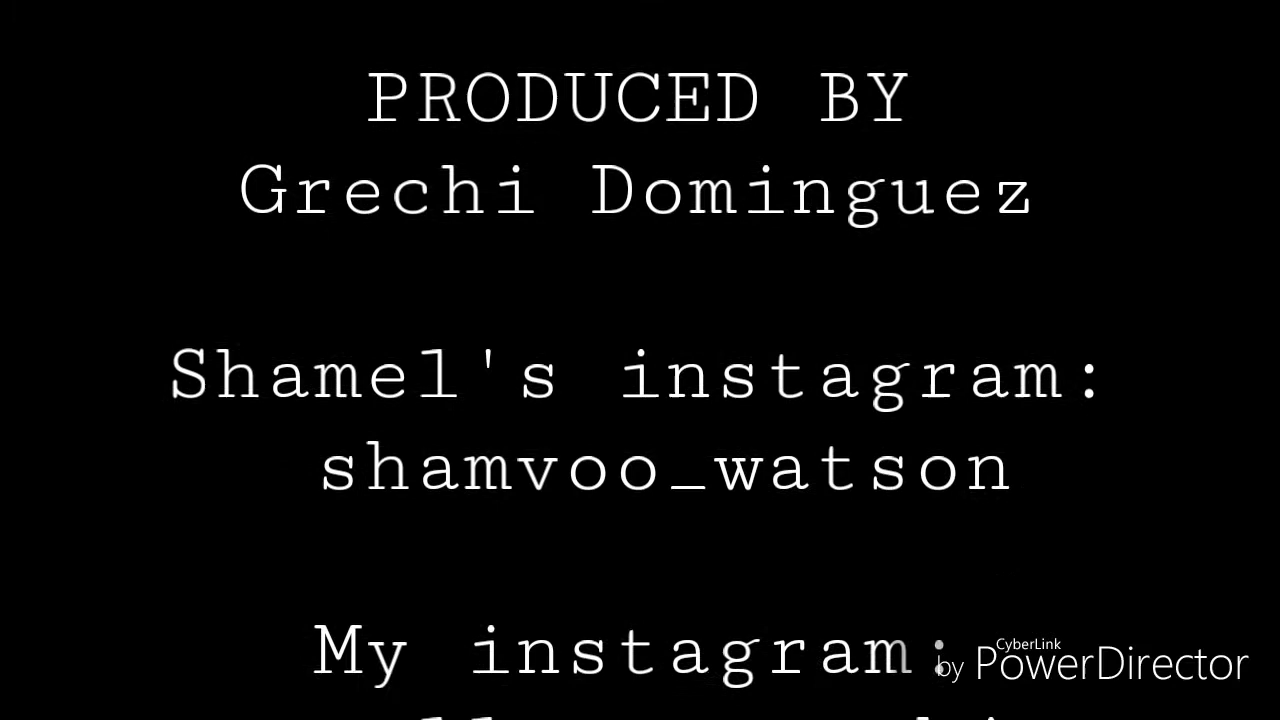 PRODUCED BY
Grechi Dominguez
Shamel's instagram:
shamvoo_watson
My instagram:
CyberLink
by PowerDirector